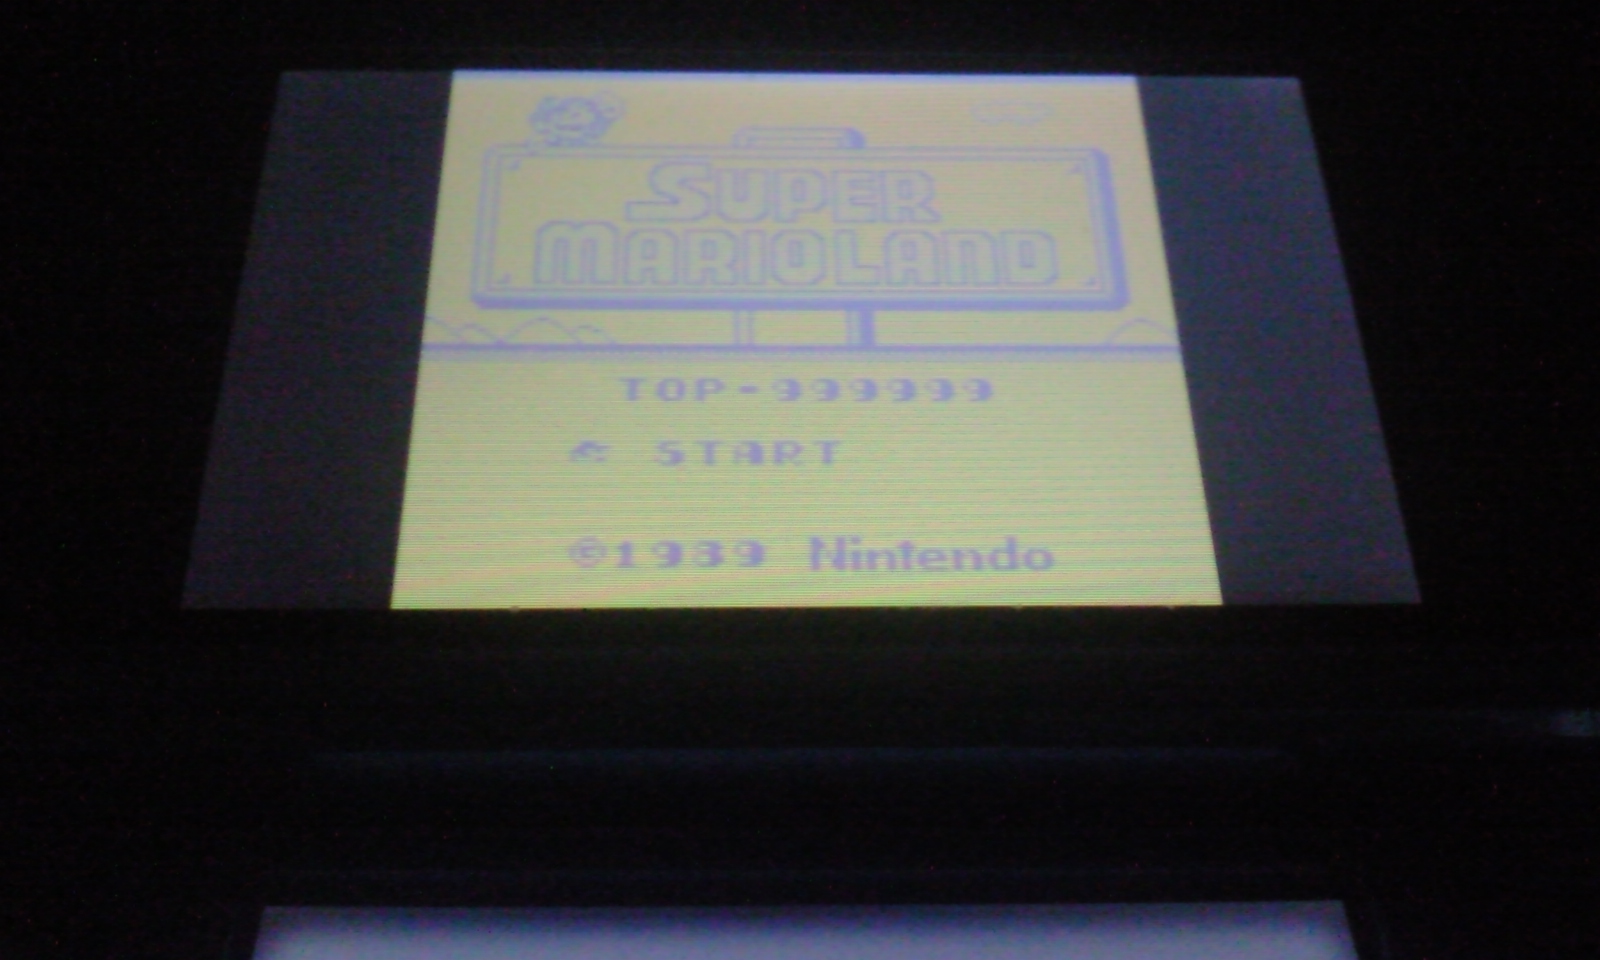 SUPER
MARIOLAND
TOP-999999
START
©1989 Nintendo